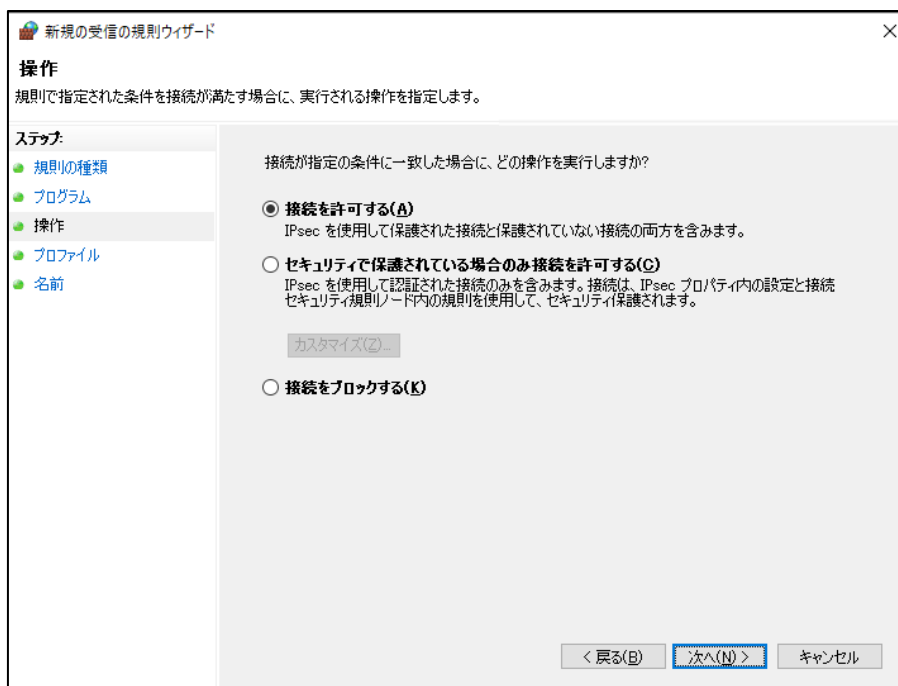 新規の受信の規則ウィザード
操作
規則で指定された条件を接続が満たす場合に、実行される操作を指定します。
ステップ:
規則の種類
プログラム
操作
プロファイル
名前
接続が指定の条件に一致した場合に、どの操作を実行しますか?
接続を許可する(A)
IPsec を使用して保護された接続と保護されていない接続の両方を含みます。
セキュリティで保護されている場合のみ接続を許可する(C)
IPsec を使用して認証された接続のみを含みます。接続は、IPsec プロパティ内の設定と接続
セキュリティ規則ノード内の規則を使用して、セキュリティ保護されます。
カスタマイズ(Z)...
接続をブロックする(K)
< 戻る(B)
次へ(N) >
キャンセル